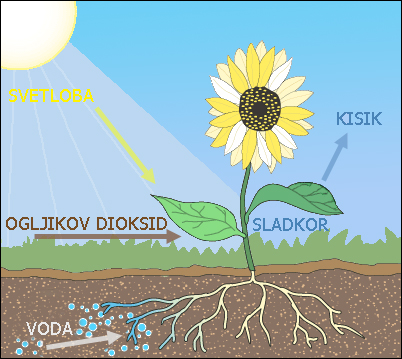 SVETLOBA
KISIK
OGLJIKOV DIOKSID
SLADKOR
VODA